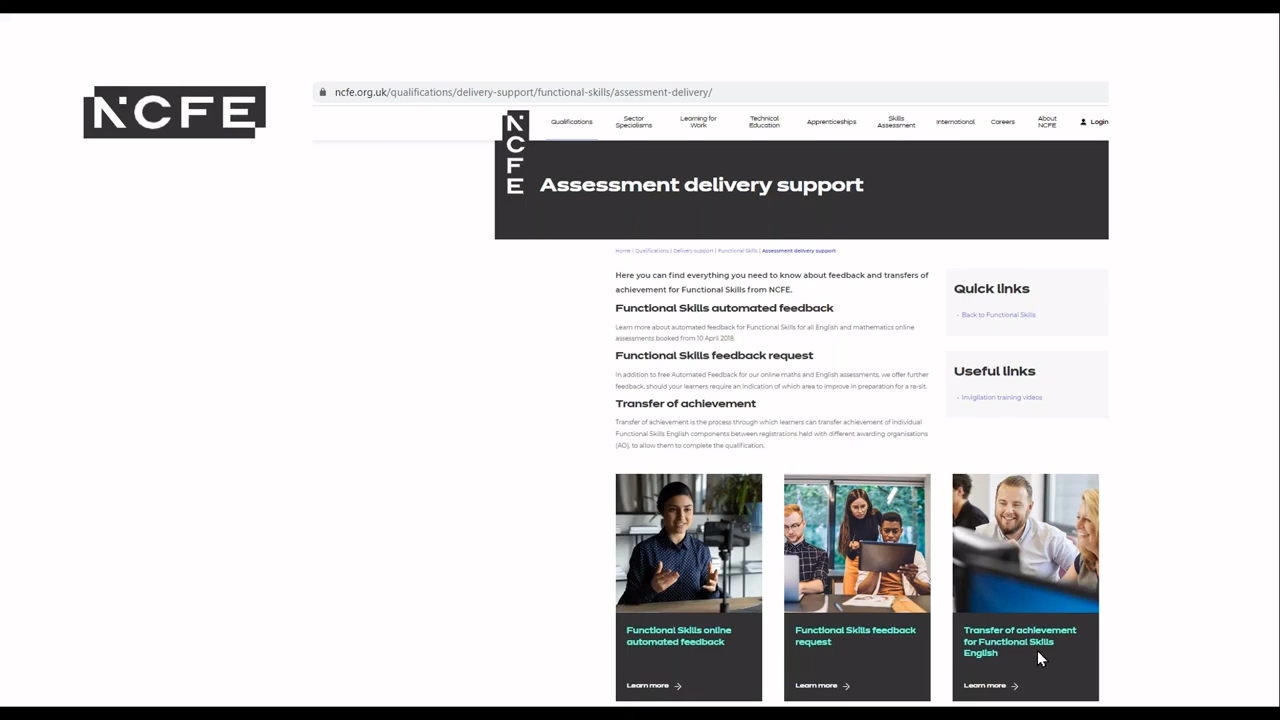 NCFE
ncfe.org.uk/qualifications/delivery-support/functional-skills/assessment-delivery/
NCFE
Qualifications
Sector
Specialisms
Learning for
Work
Technical
Education
Apprenticeships
Skills
Assessment
International
Careers
About
NCFE
Login
Assessment delivery support
Home | Qualifications | Delivery support | Functional Skills | Assessment delivery support
Here you can find everything you need to know about feedback and transfers of
achievement for Functional Skills from NCFE.
Functional Skills automated feedback
Learn more about automated feedback for Functional Skills for all English and mathematics online
assessments booked from 10 April 2018.
Functional Skills feedback request
In addition to free Automated Feedback for our online maths and English assessments, we offer further
feedback, should your learners require an indication of which area to improve in preparation for a re-sit.
Transfer of achievement
Transfer of achievement is the process through which learners can transfer achievement of individual
Functional Skills English components between registrations held with different awarding organisations
(AO), to allow them to complete the qualification.
Quick links
- Back to Functional Skills
Useful links
- Invigilation training videos
Functional Skills online
automated feedback
Learn more
Functional Skills feedback
request
Learn more
Transfer of achievement
for Functional Skills
English
Learn more